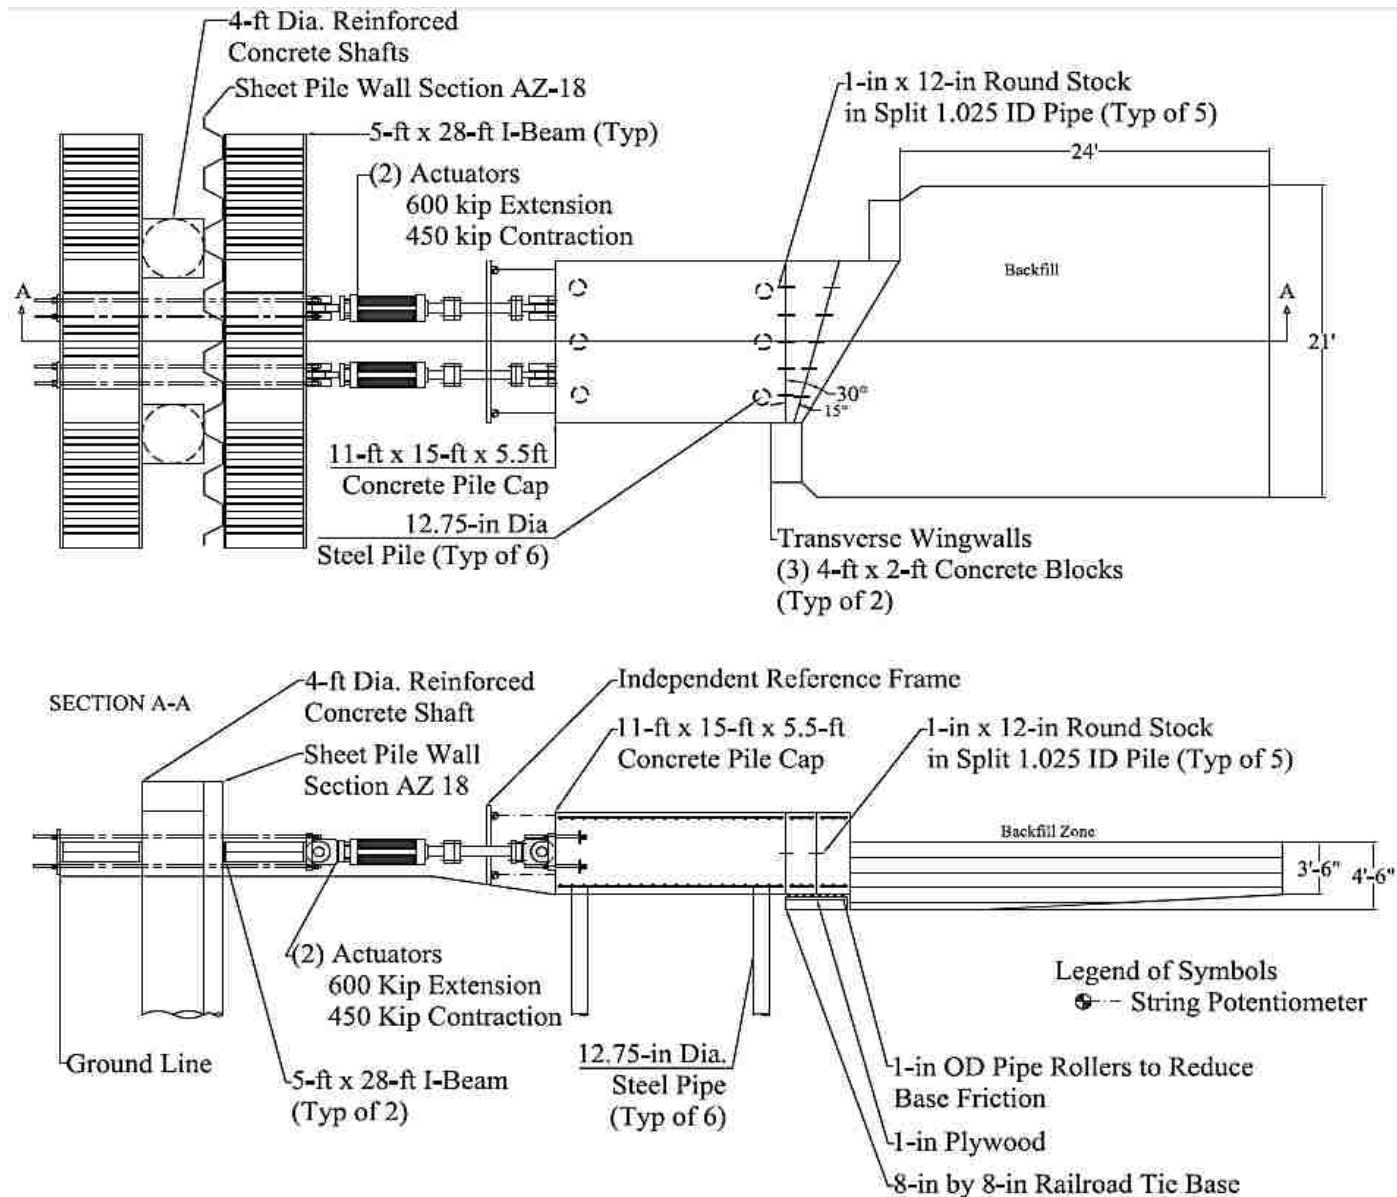 4-ft Dia. Reinforced
Concrete Shafts
Sheet Pile Wall Section AZ-18
5-ft x 28-ft I-Beam (Typ)
(2) Actuators
600 kip Extension
450 kip Contraction
1-in x 12-in Round Stock
in Split 1.025 ID Pipe (Typ of 5)
24'
Backfill
A
A
21'
30°
15°
11-ft x 15-ft x 5.5ft
Concrete Pile Cap
12.75-in Dia
Steel Pile (Typ of 6)
Transverse Wingwalls
(3) 4-ft x 2-ft Concrete Blocks
(Typ of 2)
SECTION A-A
4-ft Dia. Reinforced
Concrete Shaft
Sheet Pile Wall
Section AZ 18
Independent Reference Frame
11-ft x 15-ft x 5.5-ft
Concrete Pile Cap
1-in x 12-in Round Stock
in Split 1.025 ID Pile (Typ of 5)
Backfill Zone
3'-6"
4'-6"
(2) Actuators
600 Kip Extension
450 Kip Contraction
Legend of Symbols
String Potentiometer
Ground Line
5-ft x 28-ft I-Beam
(Typ of 2)
12.75-in Dia.
Steel Pipe
(Typ of 6)
1-in OD Pipe Rollers to Reduce
Base Friction
1-in Plywood
8-in by 8-in Railroad Tie Base